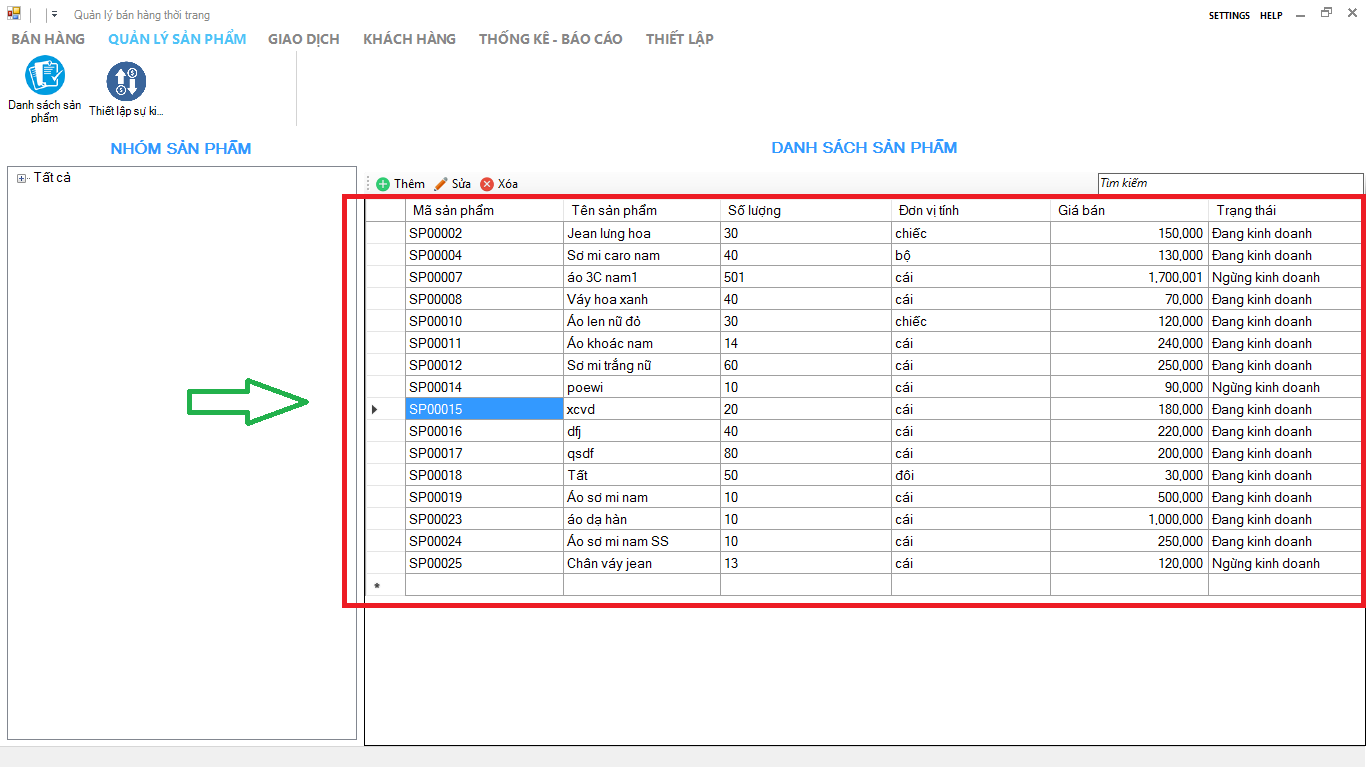 Quản lý bán hàng thời trang
SETTINGS HELP
BÁN HÀNG QUẢN LÝ SẢN PHẨM GIAO DỊCH KHÁCH HÀNG THỐNG KÊ - BÁO CÁO THIẾT LẬP
Danh sách sản
phẩm
Thiết lập sự ki...
NHÓM SẢN PHẨM
DANH SÁCH SẢN PHẨM
Tất cả
Thêm Sửa Xóa
Tìm kiếm
Mã sản phẩm Tên sản phẩm Số lượng Đơn vị tính Giá bán Trạng thái
SP00002 Jean lưng hoa 30 chiếc 150,000 Đang kinh doanh
SP00004 Sơ mi caro nam 40 bộ 130,000 Đang kinh doanh
SP00007 áo 3C nam1 501 cái 1,700,001 Ngừng kinh doanh
SP00008 Váy hoa xanh 40 cái 70,000 Đang kinh doanh
SP00010 Áo len nữ đỏ 30 chiếc 120,000 Đang kinh doanh
SP00011 Áo khoác nam 14 cái 240,000 Đang kinh doanh
SP00012 Sơ mi trắng nữ 60 cái 250,000 Đang kinh doanh
SP00014 poewi 10 cái 90,000 Ngừng kinh doanh
SP00015 xcvd 20 cái 180,000 Đang kinh doanh
SP00016 dfj 40 cái 220,000 Đang kinh doanh
SP00017 qsdf 80 cái 200,000 Đang kinh doanh
SP00018 Tất 50 đôi 30,000 Đang kinh doanh
SP00019 Áo sơ mi nam 10 cái 500,000 Đang kinh doanh
SP00023 áo dạ hàn 10 cái 1,000,000 Đang kinh doanh
SP00024 Áo sơ mi nam SS 10 cái 250,000 Đang kinh doanh
SP00025 Chân váy jean 13 cái 120,000 Ngừng kinh doanh